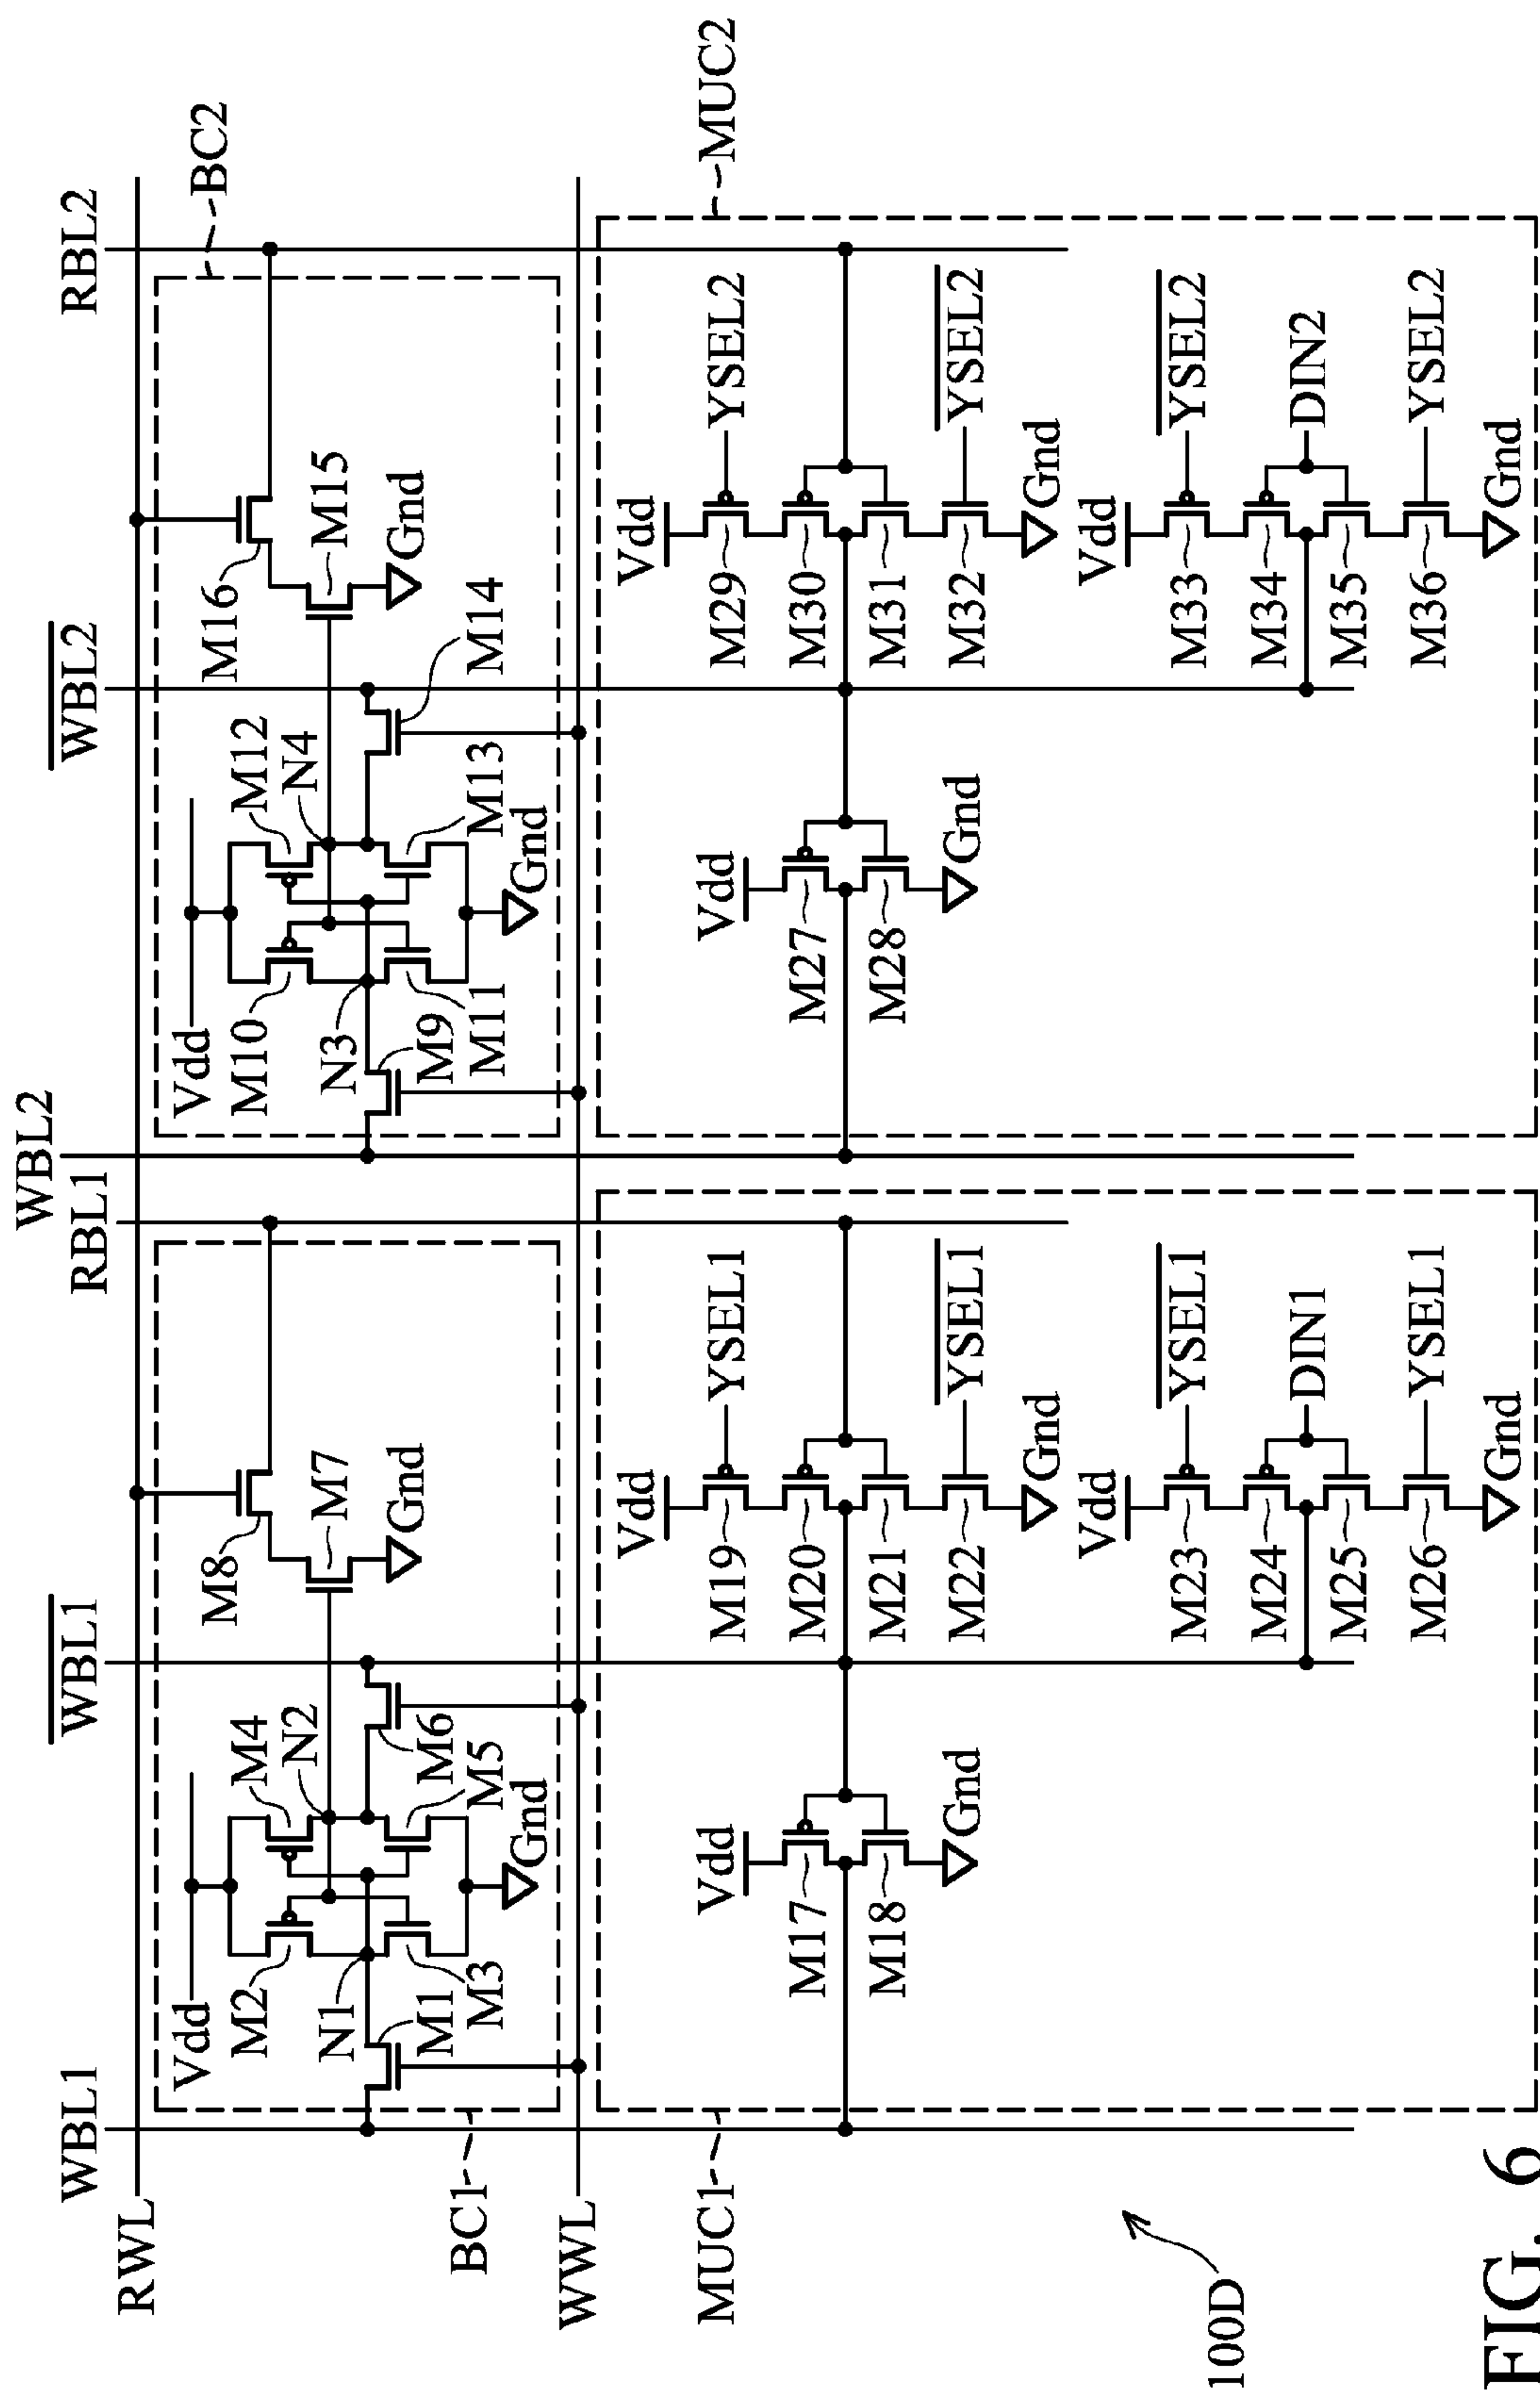 WBL1
WBL1
RBL1
WBL2
WBL2
RBL2
RWL
BC2
Vdd
M2
M4
N2
N1
M1
M3
M6
M5
Gnd
M8
M7
Gnd
Vdd
M10
M12
N4
N3
M9
M11
M14
M13
Gnd
M16
M15
Gnd
BC1
WWL
MUC1
MUC2
Vdd
M17
M18
Gnd
Vdd
M19
M20
M21
M22
YSEL1
YSEL1
Gnd
Vdd
M23
M24
M25
M26
YSEL1
DIN1
YSEL1
Gnd
Vdd
M27
M28
Gnd
Vdd
M29
M30
M31
M32
YSEL2
YSEL2
Gnd
Vdd
M33
M34
M35
M36
YSEL2
DIN2
YSEL2
Gnd
100D
FIG. 6